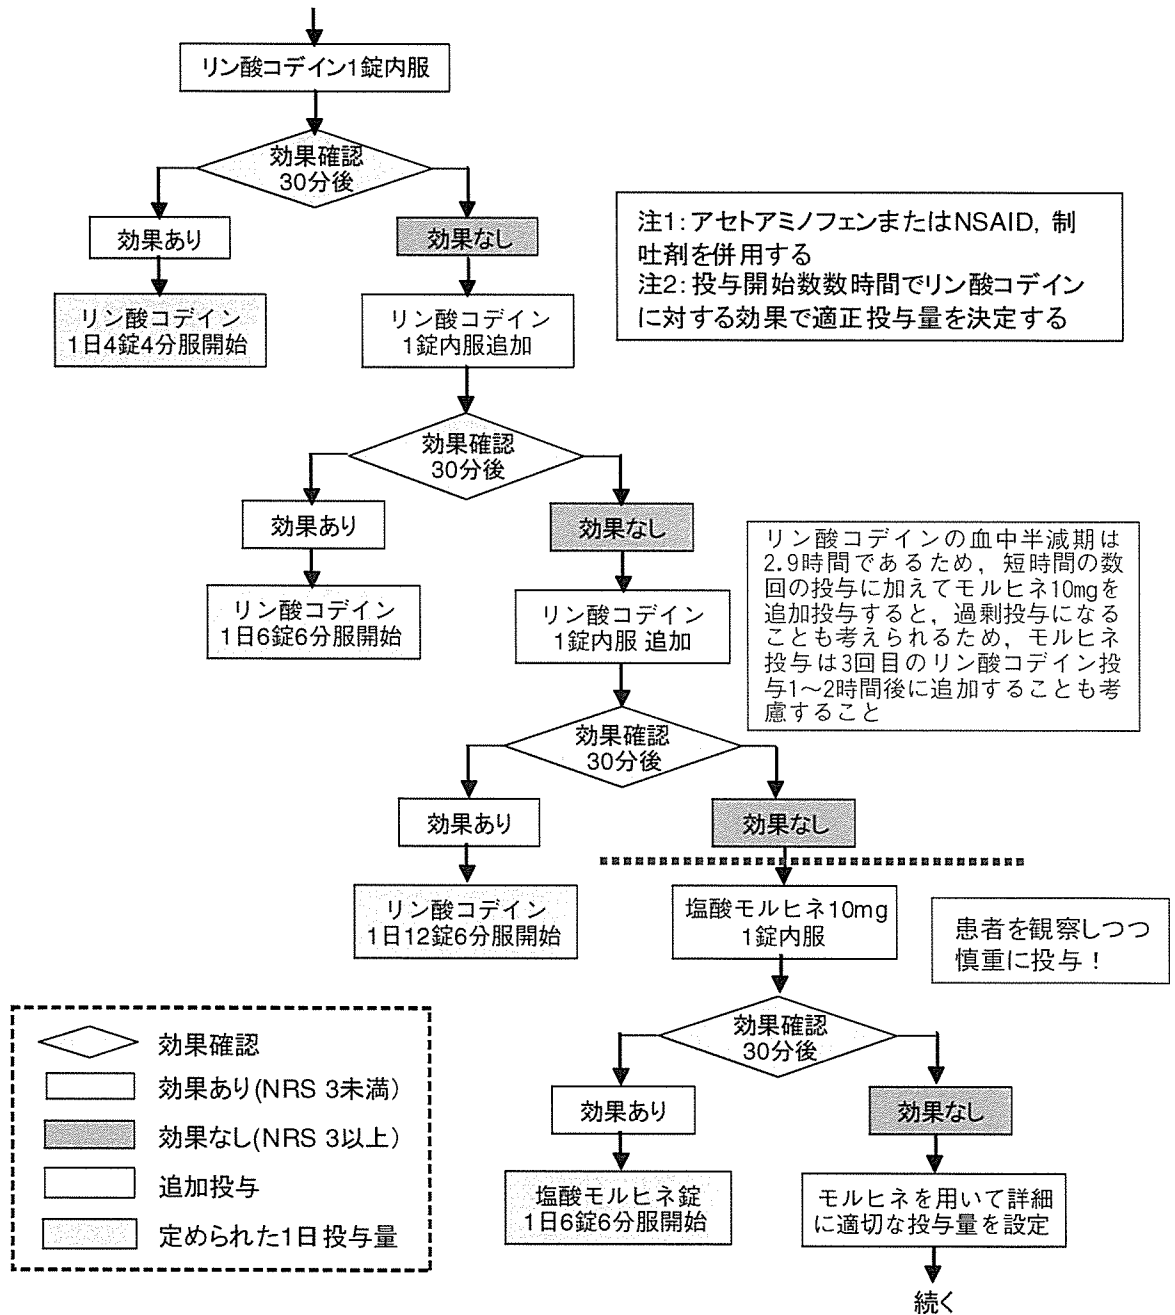 リン酸コデイン1錠内服
効果確認
30分後
効果あり
効果なし
注1：アセトアミノフェンまたはNSAID，制
吐剤を併用する
注2：投与開始数数時間でリン酸コデイン
に対する効果で適正投与量を決定する
リン酸コデイン
1日4錠4分服開始
リン酸コデイン
1錠内服追加
効果確認
30分後
効果あり
効果なし
リン酸コデインの血中半減期は
2.9時間であるため，短時間の数
回の投与に加えてモルヒネ10mgを
追加投与すると，過剰投与になる
ことも考えられるため，モルヒネ
投与は3回目のリン酸コデイン投
与1～2時間後に追加することも考
慮すること
リン酸コデイン
1日6錠6分服開始
リン酸コデイン
1錠内服 追加
効果確認
30分後
効果あり
効果なし
リン酸コデイン
1日12錠6分服開始
塩酸モルヒネ10mg
1錠内服
患者を観察しつつ
慎重に投与！
効果確認
30分後
効果あり
効果なし
塩酸モルヒネ錠
1日6錠6分服開始
モルヒネを用いて詳細
に適切な投与量を設定
続く
効果確認
効果あり(NRS 3未満)
効果なし(NRS 3以上)
追加投与
定められた1日投与量